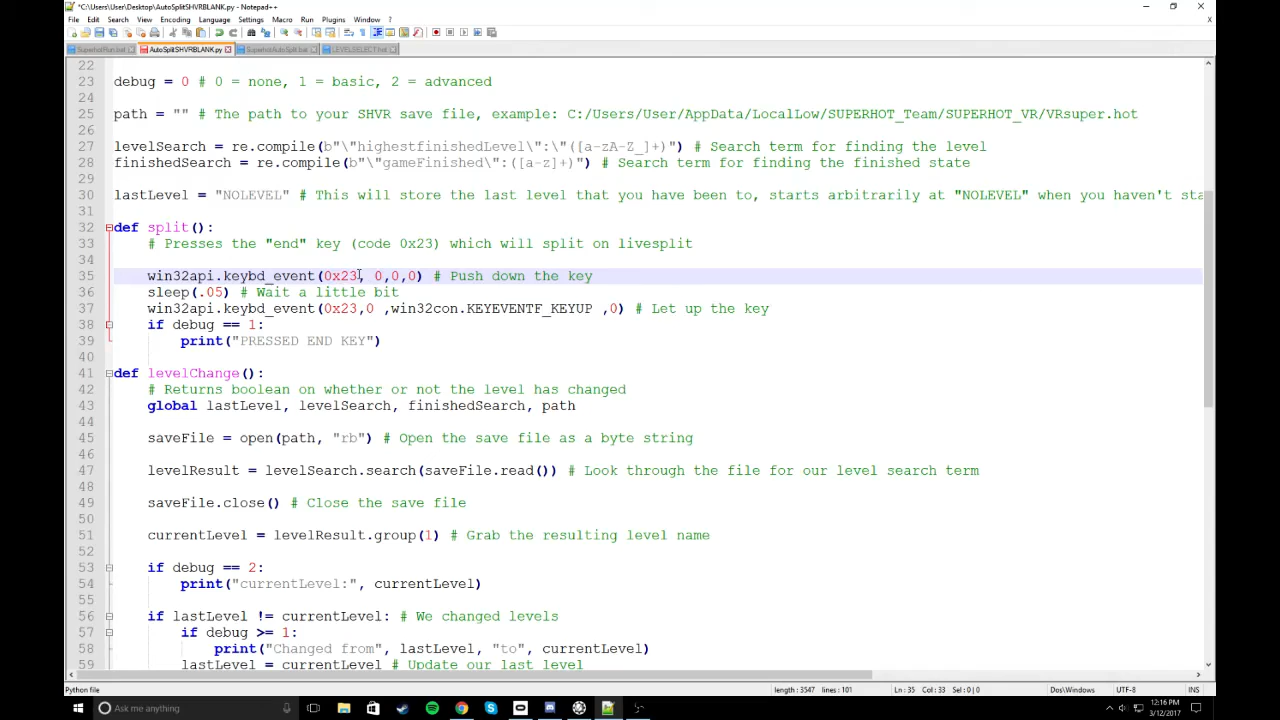 *C:\Users\User\Desktop\AutoSplitSHVRBLANK.py - Notepad++
File Edit Search View Encoding Language Settings Macro Run Plugins Window ?
X
SuperhotRun.bat AutoSplitSHVRBLANK.py SuperhotAutoSplit.bat LEVELSELECT.hot
22
23 debug = 0 # 0 = none, 1 = basic, 2 = advanced
24
25 path = "" # The path to your SHVR save file, example: C:/Users/User/AppData/LocalLow/SUPERHOT_Team/SUPERHOT_VR/VRsuper.hot
26
27 levelSearch = re.compile(b"\"highestfinishedLevel\":\"([a-zA-Z_]+)") # Search term for finding the level
28 finishedSearch = re.compile(b"\"gameFinished\":([a-z]+)") # Search term for finding the finished state
29
30 lastLevel = "NOLEVEL" # This will store the last level that you have been to, starts arbitrarily at "NOLEVEL" when you haven't sta
31
32 def split():
33 # Presses the "end" key (code 0x23) which will split on livesplit
34
35 win32api.keybd_event(0x23, 0,0,0) # Push down the key
36 sleep(.05) # Wait a little bit
37 win32api.keybd_event(0x23,0 ,win32con.KEYEVENTF_KEYUP ,0) # Let up the key
38 if debug == 1:
39 print("PRESSED END KEY")
40
41 def levelChange():
42 # Returns boolean on whether or not the level has changed
43 global lastLevel, levelSearch, finishedSearch, path
44
45 saveFile = open(path, "rb") # Open the save file as a byte string
46
47 levelResult = levelSearch.search(saveFile.read()) # Look through the file for our level search term
48
49 saveFile.close() # Close the save file
50
51 currentLevel = levelResult.group(1) # Grab the resulting level name
52
53 if debug == 2:
54 print("currentLevel:", currentLevel)
55
56 if lastLevel != currentLevel: # We changed levels
57 if debug >= 1:
58 print("Changed from", lastLevel, "to", currentLevel)
59 lastLevel = currentLevel # Update our last level
Python file length : 3547 lines : 101 Ln : 35 Col : 33 Sel : 0 | 0 Dos\Windows UTF-8 INS
Ask me anything 12:16 PM
3/12/2017